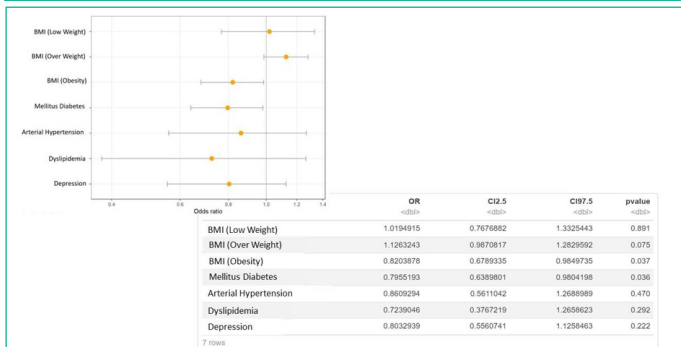 BMI (Low Weight)
BMI (Over Weight)
BMI (Obesity)
Mellitus Diabetes
Arterial Hypertension
Dyslipidemia
Depression
0.4 0.6 0.8 1.0 1.2 1.4
Odds ratio
OR CI2.5 CI97.5 pvalue
<dbl> <dbl> <dbl> <dbl>
BMI (Low Weight) 1.0194915 0.7676882 1.3325443 0.891
BMI (Over Weight) 1.1263243 0.9870817 1.2829592 0.075
BMI (Obesity) 0.8203878 0.6789335 0.9849735 0.037
Mellitus Diabetes 0.7955193 0.6389801 0.9804198 0.036
Arterial Hypertension 0.8609294 0.5611042 1.2688989 0.470
Dyslipidemia 0.7239046 0.3767219 1.2658623 0.292
Depression 0.8032939 0.5560741 1.1258463 0.222
7 rows